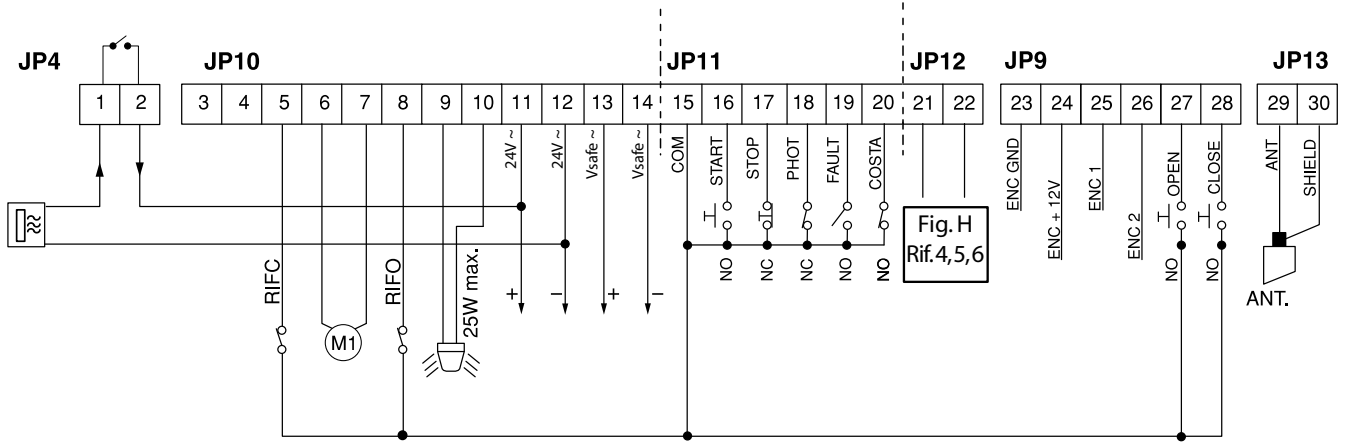 JP4 JP10 JP11 JP12 JP9 JP13
1 2 3 4 5 6 7 8 9 10 11 12 13 14 15 16 17 18 19 20 21 22 23 24 25 26 27 28 29 30
24V ~
24V ~
Vsafe ~
Vsafe ~
COM
START
STOP
PHOT
FAULT
COSTA
ENC GND
ENC + 12V
ENC 1
ENC 2
OPEN
CLOSE
ANT
SHIELD
Fig. H
Rif.4,5,6
RIFC
M1
RIFO
25W max.
+ – + –
NO
NC
NC
NO
NO
NO
NO
ANT.